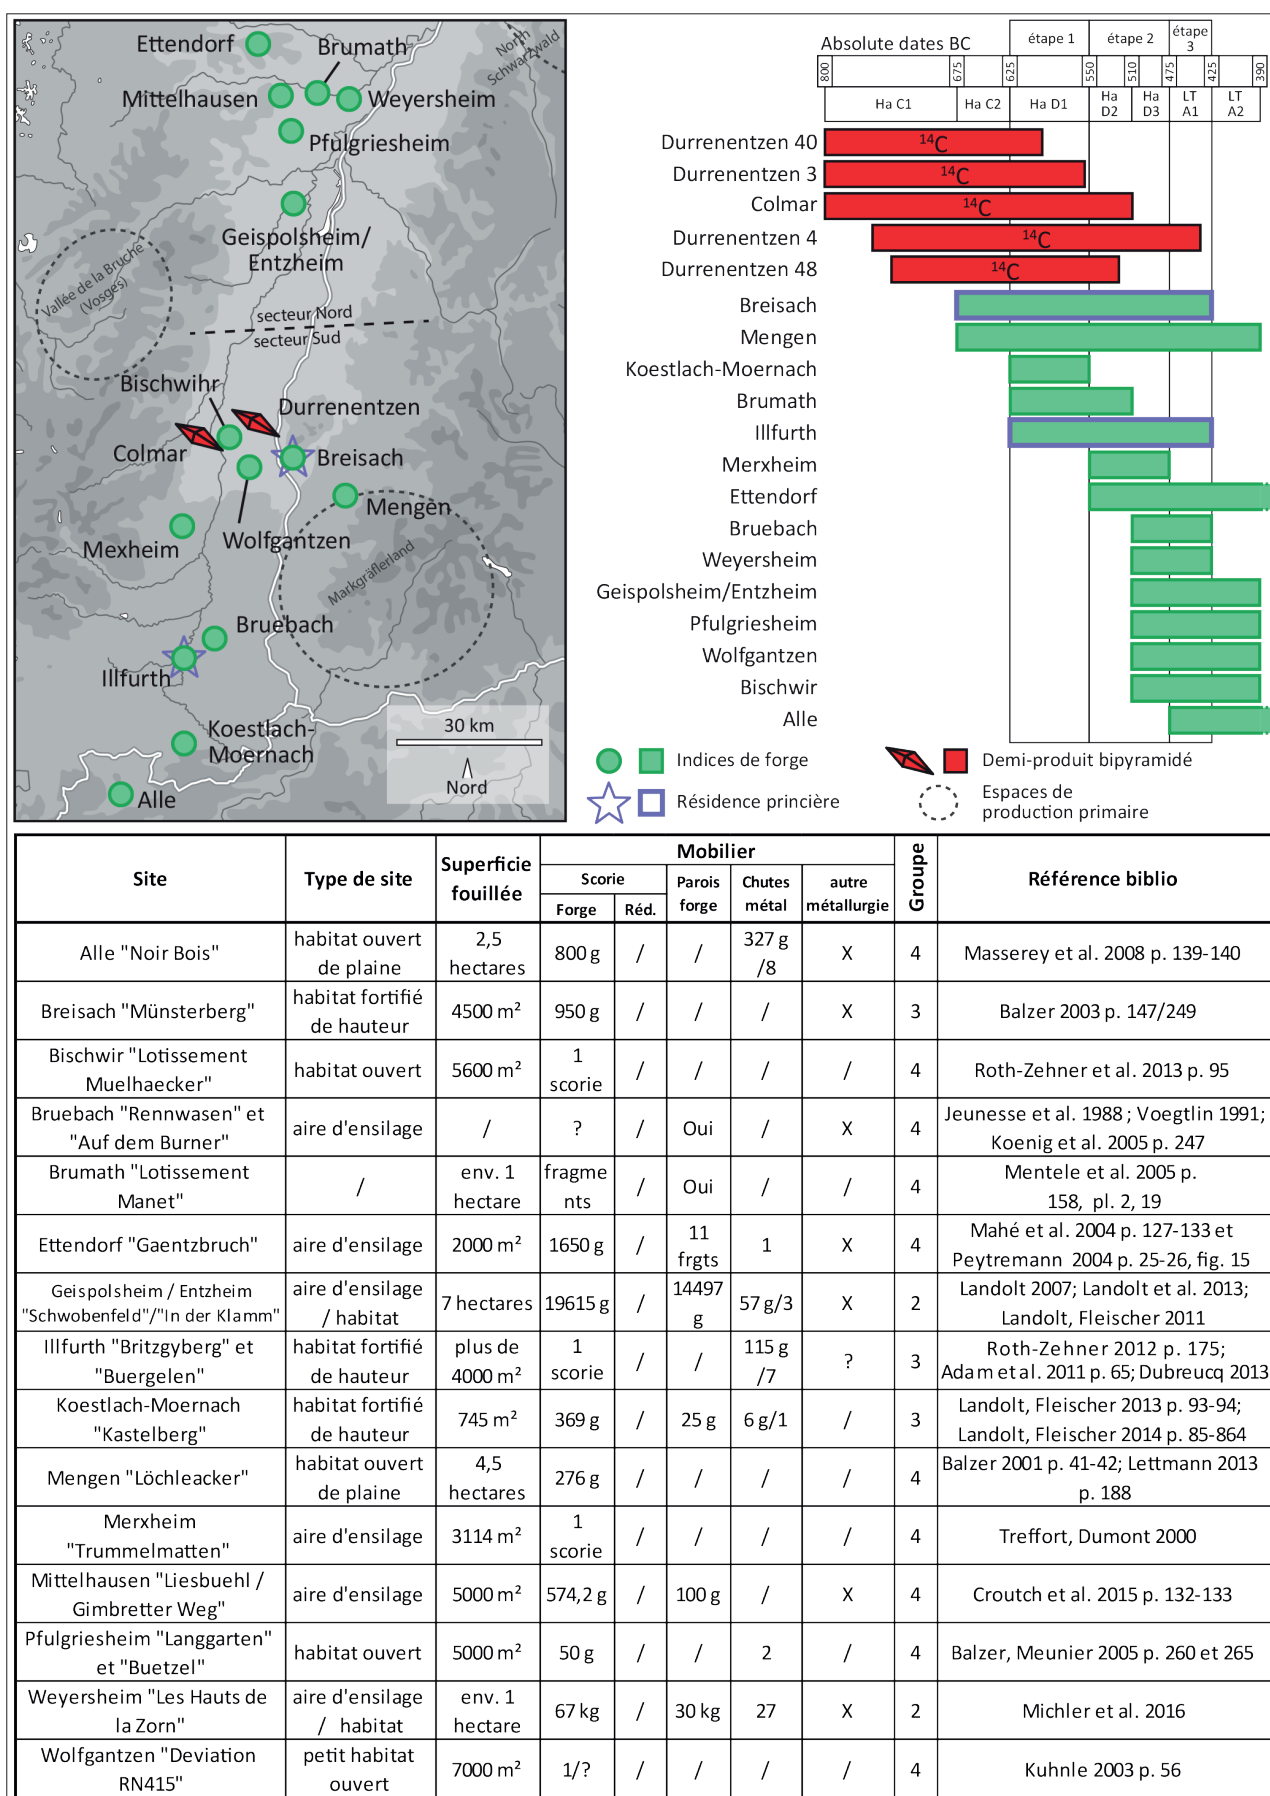 Ettendorf
Brumath
North
Schwarzwald
Mittelhausen
Weyersheim
Pfulgriesheim
Geispolsheim/
Entzheim
Vallée de la Bruche
(Vosges)
secteur Nord
secteur Sud
Bischwihr
Durrenentzen
Colmar
Breisach
Mengen
Wolfgantzen
Mexheim
Markgräflerland
Bruebach
Illfurth
Koestlach-
Moernach
Alle
30 km
Nord
Absolute dates BC
étape 1
étape 2
étape
3
800
675
625
550
510
475
425
390
Ha C1
Ha C2
Ha D1
Ha
D2
Ha
D3
LT
A1
LT
A2
Durrenentzen 40
¹⁴C
Durrenentzen 3
¹⁴C
Colmar
¹⁴C
Durrenentzen 4
¹⁴C
Durrenentzen 48
¹⁴C
Breisach
Mengen
Koestlach-Moernach
Brumath
Illfurth
Merxheim
Ettendorf
Bruebach
Weyersheim
Geispolsheim/Entzheim
Pfulgriesheim
Wolfgantzen
Bischwir
Alle
Indices de forge
Demi-produit bipyramidé
Résidence princière
Espaces de
production primaire
Site
Type de site
Superficie
fouillée
Mobilier
Scorie
Forge
Réd.
Parois
forge
Chutes
métal
autre
métallurgie
Groupe
Référence biblio
Alle "Noir Bois"
habitat ouvert
de plaine
2,5
hectares
800 g
/
/
327 g
/8
X
4
Masserey et al. 2008 p. 139-140
Breisach "Münsterberg"
habitat fortifié
de hauteur
4500 m²
950 g
/
/
/
X
3
Balzer 2003 p. 147/249
Bischwir "Lotissement
Muelhaecker"
habitat ouvert
5600 m²
1
scorie
/
/
/
/
4
Roth-Zehner et al. 2013 p. 95
Bruebach "Rennwasen" et
"Auf dem Burner"
aire d'ensilage
/
?
/
Oui
/
X
4
Jeunesse et al. 1988 ; Voegtlin 1991;
Koenig et al. 2005 p. 247
Brumath "Lotissement
Manet"
/
env. 1
hectare
fragme
nts
/
Oui
/
/
4
Mentele et al. 2005 p.
158, pl. 2, 19
Ettendorf "Gaentzbruch"
aire d'ensilage
2000 m²
1650 g
/
11
frgts
1
X
4
Mahé et al. 2004 p. 127-133 et
Peytremann 2004 p. 25-26, fig. 15
Geispolsheim / Entzheim
"Schwobenfeld"/"In der Klamm"
aire d'ensilage
/ habitat
7 hectares
19615 g
/
14497
g
57 g/3
X
2
Landolt 2007; Landolt et al. 2013;
Landolt, Fleischer 2011
Illfurth "Britzgyberg" et
"Buergelen"
habitat fortifié
de hauteur
plus de
4000 m²
1
scorie
/
/
115 g
/7
?
3
Roth-Zehner 2012 p. 175;
Adam et al. 2011 p. 65; Dubreucq 2013
Koestlach-Moernach
"Kastelberg"
habitat fortifié
de hauteur
745 m²
369 g
/
25 g
6 g/1
/
3
Landolt, Fleischer 2013 p. 93-94;
Landolt, Fleischer 2014 p. 85-864
Mengen "Löchleacker"
habitat ouvert
de plaine
4,5
hectares
276 g
/
/
/
/
4
Balzer 2001 p. 41-42; Lettmann 2013
p. 188
Merxheim
"Trummelmatten"
aire d'ensilage
3114 m²
1
scorie
/
/
/
/
4
Treffort, Dumont 2000
Mittelhausen "Liesbuehl /
Gimbretter Weg"
aire d'ensilage
5000 m²
574,2 g
/
100 g
/
X
4
Croutch et al. 2015 p. 132-133
Pfulgriesheim "Langgarten"
et "Buetzel"
habitat ouvert
5000 m²
50 g
/
/
2
/
4
Balzer, Meunier 2005 p. 260 et 265
Weyersheim "Les Hauts de
la Zorn"
aire d'ensilage
/ habitat
env. 1
hectare
67 kg
/
30 kg
27
X
2
Michler et al. 2016
Wolfgantzen "Deviation
RN415"
petit habitat
ouvert
7000 m²
1/?
/
/
/
/
4
Kuhnle 2003 p. 56